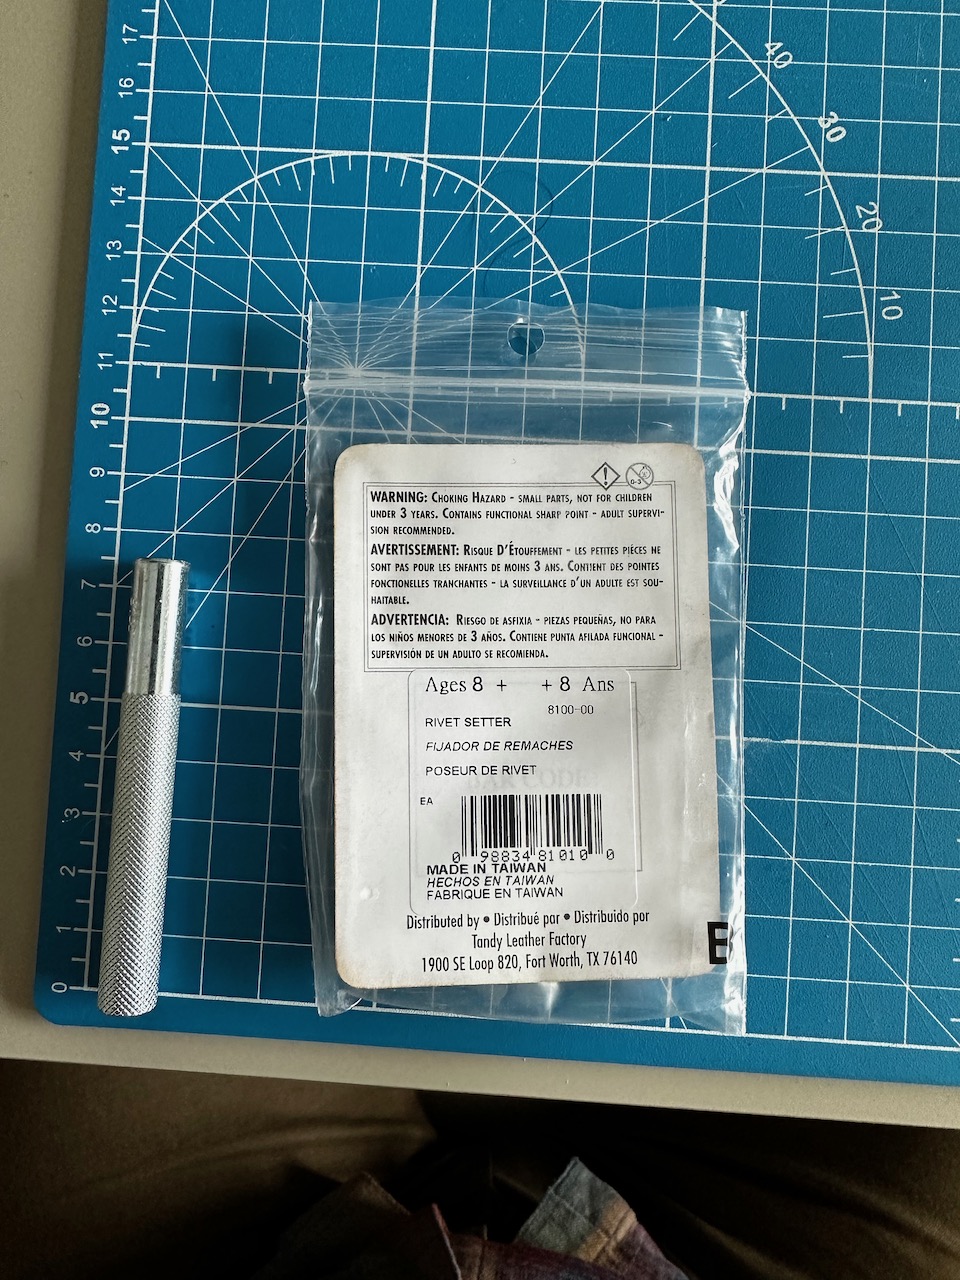 17
16
15
14
13
12
11
10
9
8
7
6
5
4
3
2
1
0
40
30
20
10
0-3
WARNING: CHOKING HAZARD - SMALL PARTS, NOT FOR CHILDREN
UNDER 3 YEARS. CONTAINS FUNCTIONAL SHARP POINT - ADULT SUPERVI-
SION RECOMMENDED.
AVERTISSEMENT: RISQUE D'ÉTOUFFEMENT - LES PETITES PIÉCES NE
SONT PAS POUR LES ENFANTS DE MOINS 3 ANS. CONTIENT DES POINTES
FONCTIONELLES TRANCHANTES - LA SURVEILLANCE D'UN ADULTE EST SOU-
HAITABLE.
ADVERTENCIA: RIESGO DE ASFIXIA - PIEZAS PEQUEÑAS, NO PARA
LOS NIÑOS MENORES DE 3 AÑOS. CONTIENE PUNTA AFILADA FUNCIONAL -
SUPERVISIÓN DE UN ADULTO SE RECOMIENDA.
Ages 8 + + 8 Ans
8100-00
RIVET SETTER
FIJADOR DE REMACHES
POSEUR DE RIVET
EA
0 98834 81010 0
MADE IN TAIWAN
HECHOS EN TAIWAN
FABRIQUE EN TAIWAN
Distributed by • Distribué par • Distribuido por
Tandy Leather Factory
1900 SE Loop 820, Fort Worth, TX 76140